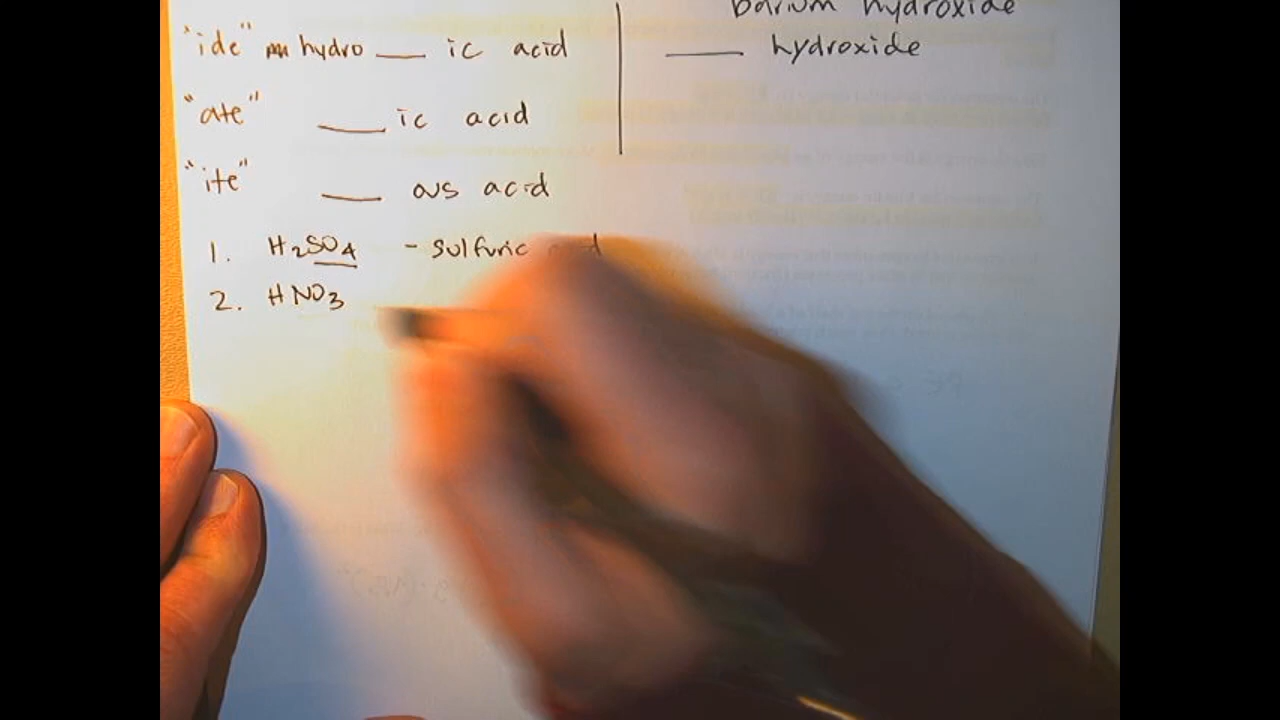 "ide" hydro ___ ic acid
"ate" ___ ic acid
"ite" ___ ous acid
1. H2SO4 - sulfuric
2. HNO3
barium hydroxide
___ hydroxide